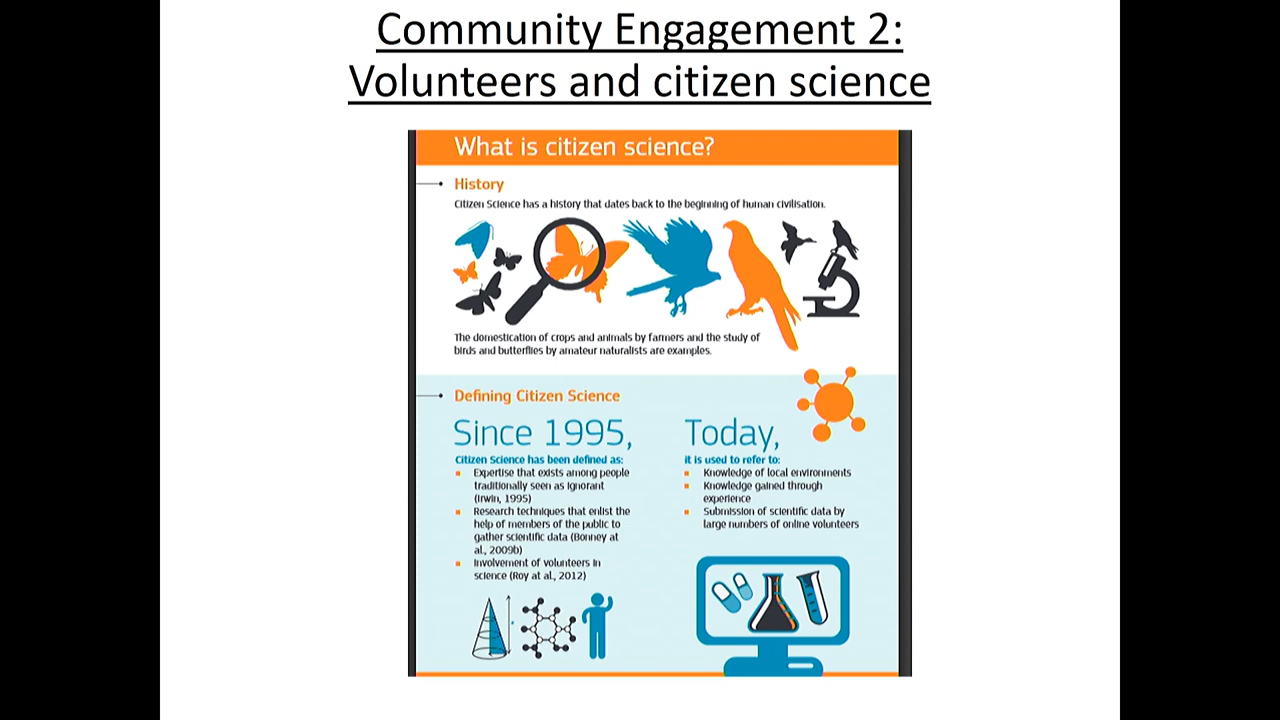 Community Engagement 2:
Volunteers and citizen science
What is citizen science?
History
Citizen Science has a history that dates back to the beginning of human civilisation.
The domestication of crops and animals by farmers and the study of
birds and butterflies by amateur naturalists are examples.
Defining Citizen Science
Since 1995,
Citizen Science has been defined as:
Expertise that exists among people
traditionally seen as ignorant
(Irwin, 1995)
Research techniques that enlist the
help of members of the public to
gather scientific data (Bonney at
al., 2009b)
Involvement of volunteers in
science (Roy at al., 2012)
Today,
it is used to refer to:
Knowledge of local environments
Knowledge gained through
experience
Submission of scientific data by
large numbers of online volunteers